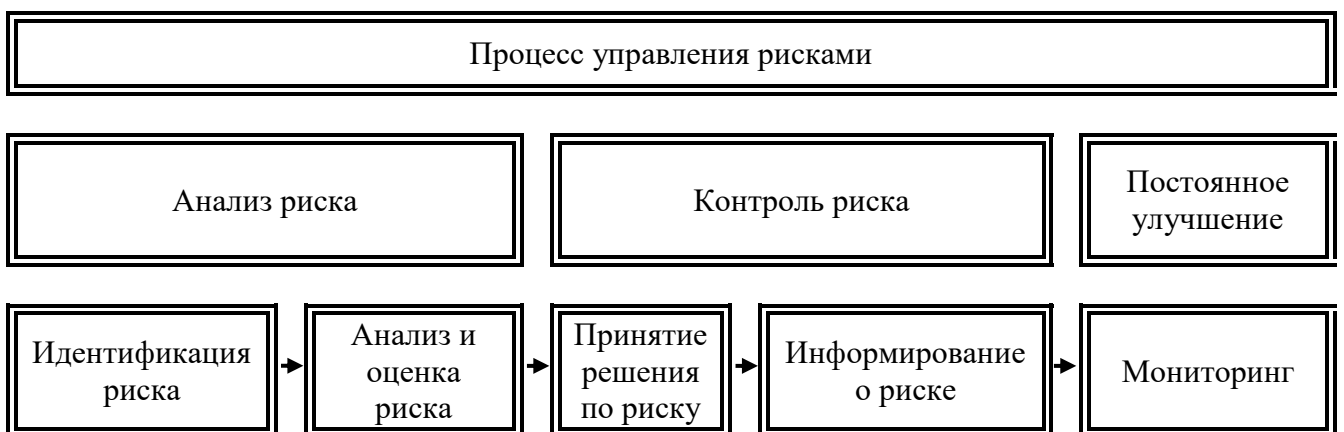 Процесс управления рисками
Анализ риска
Контроль риска
Постоянное
улучшение
Идентификация
риска
Анализ и
оценка
риска
Принятие
решения
по риску
Информирование
о риске
Мониторинг